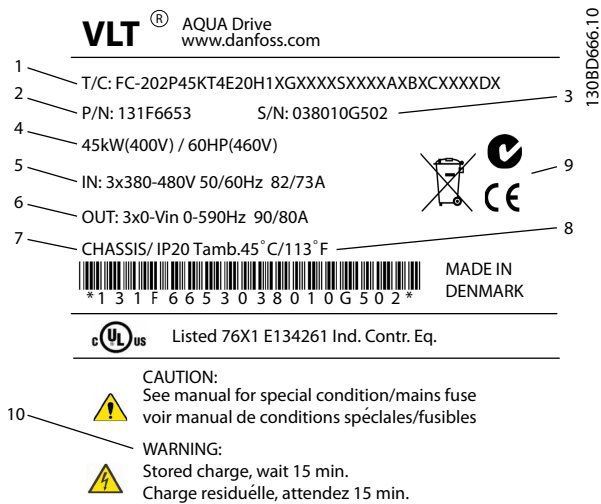 VLT ® AQUA Drive
www.danfoss.com
130BD666.10
1 T/C: FC-202P45KT4E20H1XGXXXXSXXXXAXBXCXXXXDX
2 P/N: 131F6653 S/N: 038010G502 3
4 45kW(400V) / 60HP(460V)
5 IN: 3x380-480V 50/60Hz 82/73A
6 OUT: 3x0-Vin 0-590Hz 90/80A
7 CHASSIS/ IP20 Tamb.45˚C/113˚F 8
9
CE
*131F6653038010G502*
MADE IN
DENMARK
c UL us Listed 76X1 E134261 Ind. Contr. Eq.
CAUTION:
See manual for special condition/mains fuse
voir manual de conditions spéclales/fusibles
10 WARNING:
Stored charge, wait 15 min.
Charge residuélle, attendez 15 min.